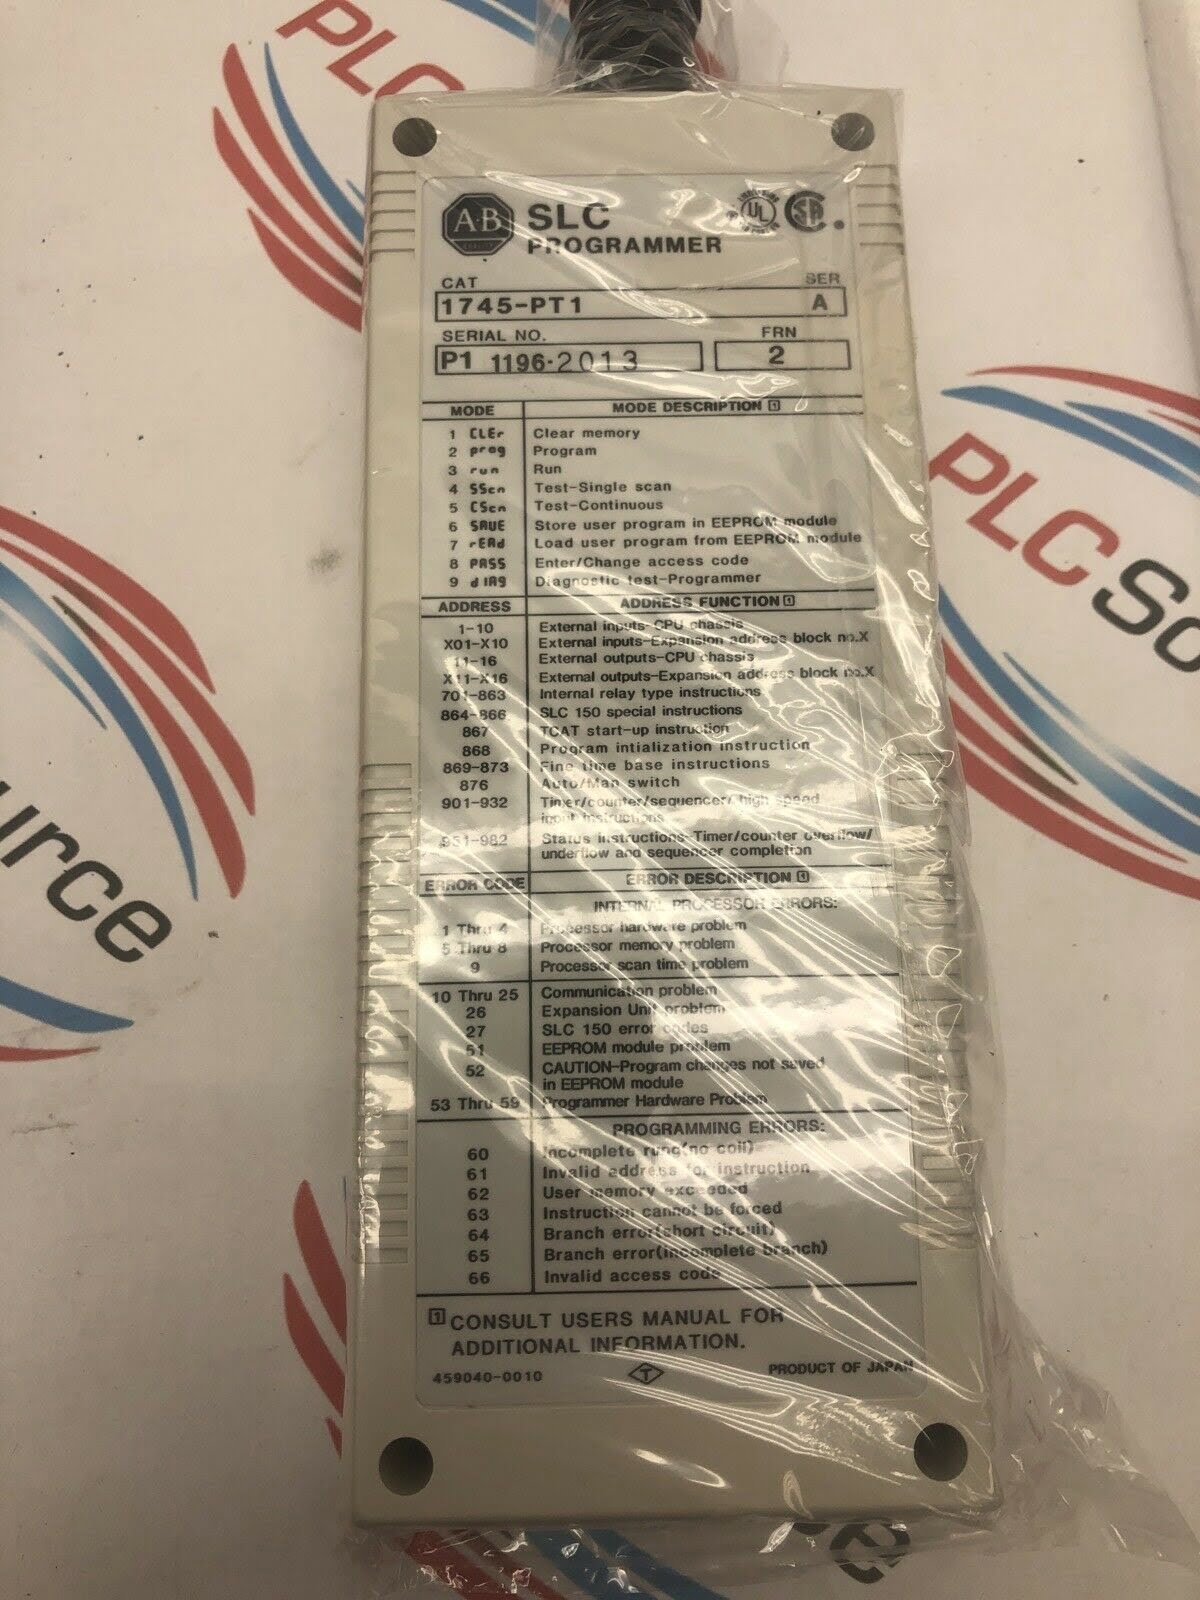 PLC
A-B
SLC
PROGRAMMER
UL
SA
CAT SER
1745-PT1 A
SERIAL NO. FRN
P1 1196-2013 2
MODE MODE DESCRIPTION 1
1 CLEr Clear memory
2 prog Program
3 run Run
4 SScn Test-Single scan
5 CScn Test-Continuous
6 SAUE Store user program in EEPROM module
7 rEAd Load user program from EEPROM module
8 PASS Enter/Change access code
9 dIAg Diagnostic test-Programmer
ADDRESS ADDRESS FUNCTION 1
1-10 External inputs-CPU chassis
X01-X10 External inputs-Expansion address block no.X
11-16 External outputs-CPU chassis
X11-X16 External outputs-Expansion address block no.X
701-863 Internal relay type instructions
864-866 SLC 150 special instructions
867 TCAT start-up instruction
868 Program intialization instruction
869-873 Fine time base instructions
876 Auto/Man switch
901-932 Timer/counter/sequencer/ high speed
input instructions
951-982 Status instructions-Timer/counter overflow/
underflow and sequencer completion
ERROR CODE ERROR DESCRIPTION 1
INTERNAL PROCESSOR ERRORS:
1 Thru 4 Processor hardware problem
5 Thru 8 Processor memory problem
9 Processor scan time problem
10 Thru 25 Communication problem
26 Expansion Unit problem
27 SLC 150 error codes
51 EEPROM module problem
52 CAUTION-Program changes not saved
in EEPROM module
53 Thru 59 Programmer Hardware Problem
PROGRAMMING ERRORS:
60 Incomplete rung(no coil)
61 Invalid address for instruction
62 User memory exceeded
63 Instruction cannot be forced
64 Branch error(short circuit)
65 Branch error(incomplete branch)
66 Invalid access code
1 CONSULT USERS MANUAL FOR
ADDITIONAL INFORMATION.
459040-0010 T PRODUCT OF JAPAN
PLC So
urce
ce